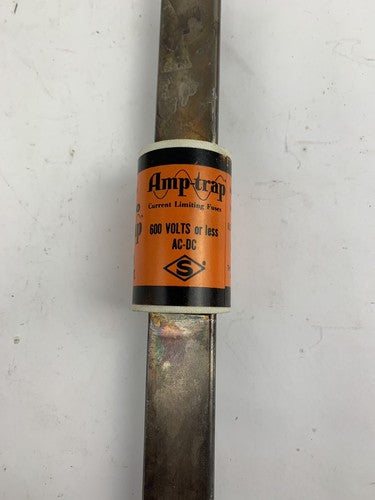 Amp-trap
Current Limiting Fuses
600 VOLTS or less
AC-DC
S